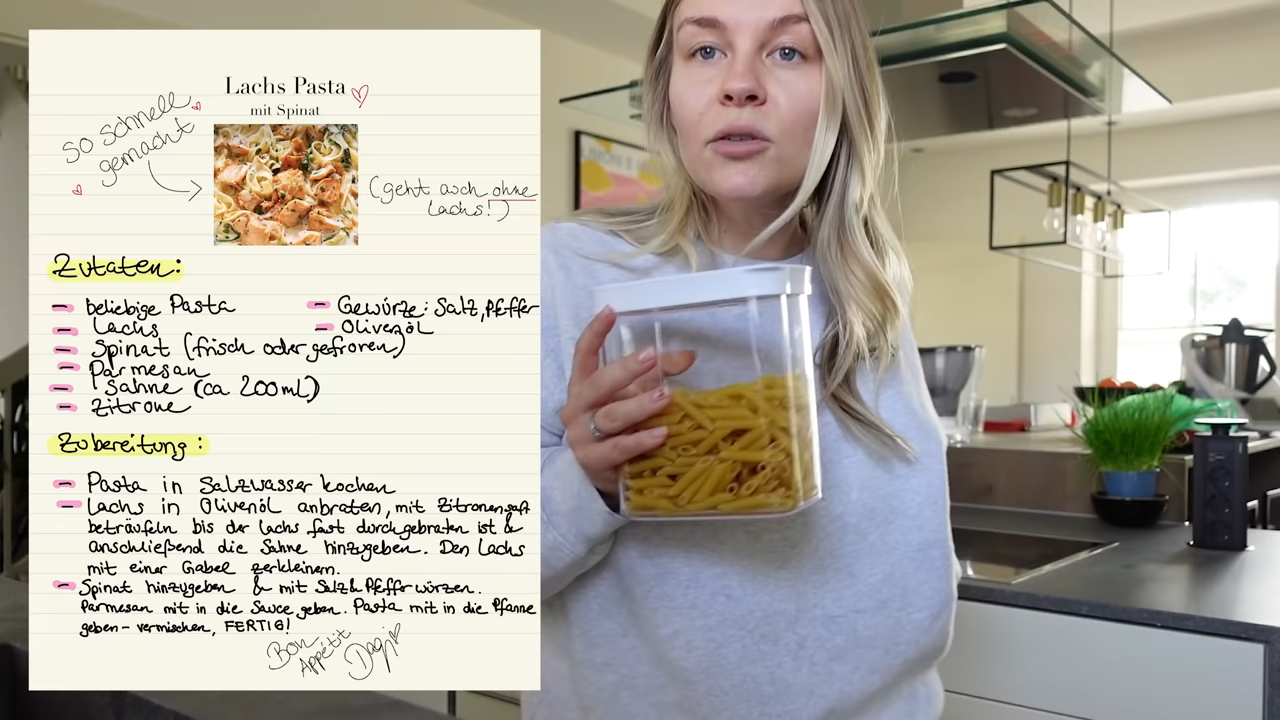 Lachs Pasta
mit Spinat
so schnell
gemacht
(geht auch ohne
Lachs!)
Zutaten:
- beliebige Pasta
- Lachs
- Spinat (frisch oder gefroren)
- Parmesan
- Sahne (ca 200ml)
- Zitrone
- Gewürze: Salz, Pfeffer
- Olivenöl
Zubereitung:
- Pasta in Salzwasser kochen
- Lachs in Olivenöl anbraten, mit Zitronensaft
beträufeln bis der Lachs fast durchgebraten ist &
anschließend die Sahne hinzugeben. Den Lachs
mit einer Gabel zerkleinern.
- Spinat hinzugeben & mit Salz & Pfeffer würzen.
Parmesan mit in die Sauce geben. Pasta mit in die Pfanne
geben - vermischen, FERTIG!
Bon
Appétit
Dagi